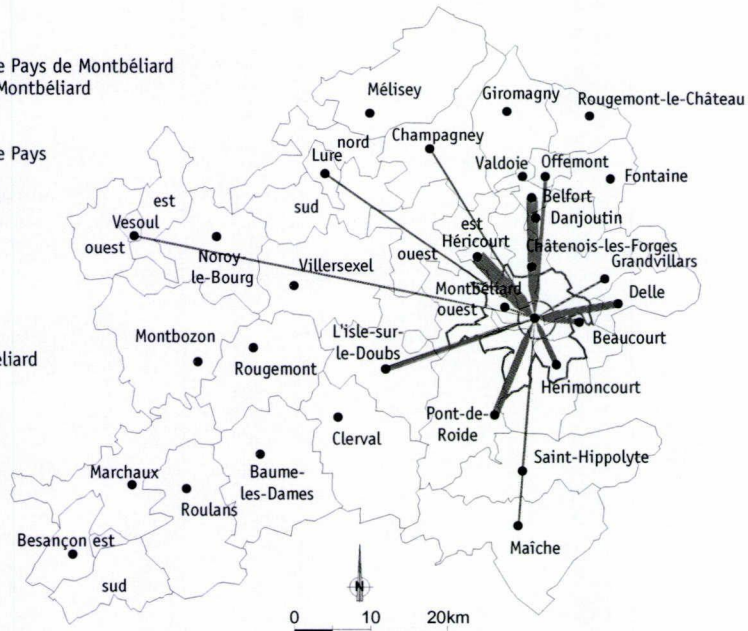 e Pays de Montbéliard
Montbéliard
e Pays
éliard
Mélisey
Giromagny
Rougemont-le-Château
nord
Champagney
Lure
Valdoie
Offemont
Fontaine
est
sud
Belfort
Danjoutin
Vesoul
ouest
est
Héricourt
ouest
Châtenois-les-Forges
Grandvillars
Noroy
le-Bourg
Villersexel
Montbéliard
ouest
Delle
Montbozon
L'isle-sur-
le-Doubs
Beaucourt
Rougemont
Hérimoncourt
Pont-de-
Roide
Clerval
Saint-Hippolyte
Marchaux
Baume-
les-Dames
Roulans
Besançon est
Maîche
sud
N
0 10 20km